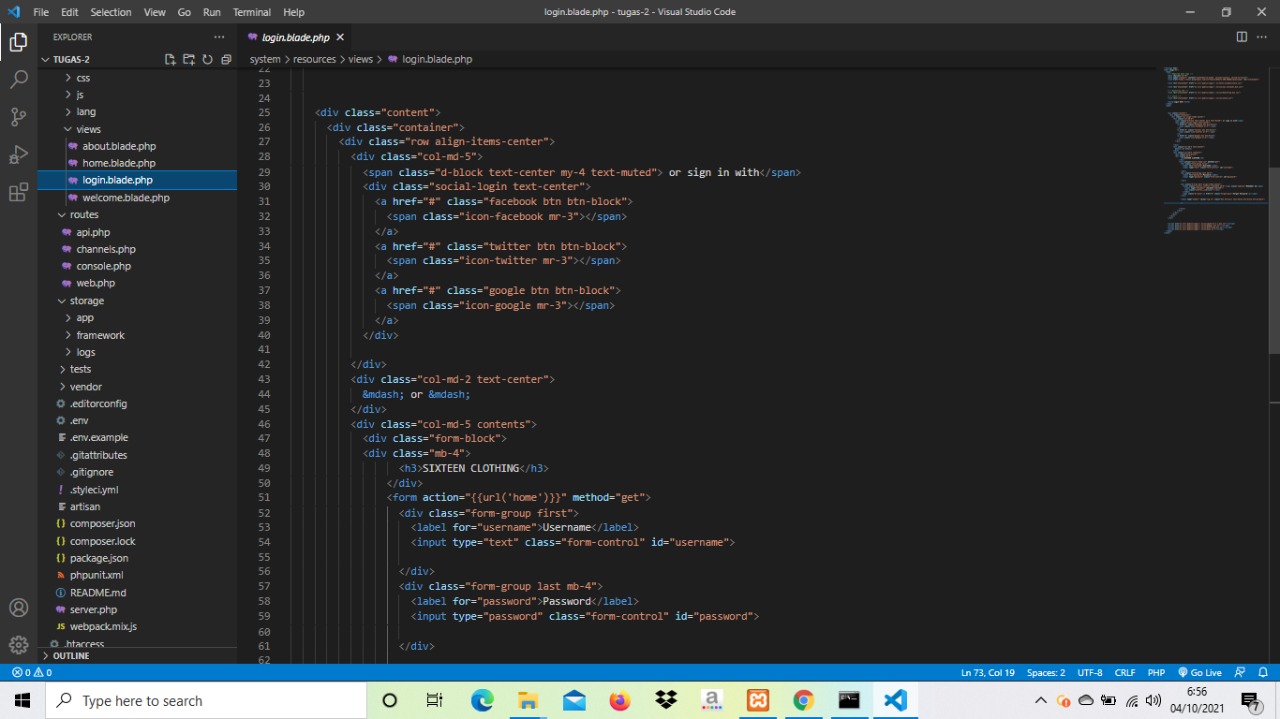 File Edit Selection View Go Run Terminal Help
login.blade.php - tugas-2 - Visual Studio Code
EXPLORER
TUGAS-2
css
js
lang
views
about.blade.php
home.blade.php
login.blade.php
welcome.blade.php
routes
api.php
channels.php
console.php
web.php
storage
app
framework
logs
tests
vendor
.editorconfig
.env
.env.example
.gitattributes
.gitignore
.styleci.yml
artisan
composer.json
composer.lock
package.json
phpunit.xml
README.md
server.php
webpack.mix.js
.htaccess
OUTLINE
login.blade.php
system > resources > views > login.blade.php
22
23
24
25 <div class="content">
26 <div class="container">
27 <div class="row align-items-center">
28 <div class="col-md-5">
29 <span class="d-block text-center my-4 text-muted"> or sign in with</span>
30 <div class="social-login text-center">
31 <a href="#" class="facebook btn btn-block">
32 <span class="icon-facebook mr-3"></span>
33 </a>
34 <a href="#" class="twitter btn btn-block">
35 <span class="icon-twitter mr-3"></span>
36 </a>
37 <a href="#" class="google btn btn-block">
38 <span class="icon-google mr-3"></span>
39 </a>
40 </div>
41
42 </div>
43 <div class="col-md-2 text-center">
44 &mdash; or &mdash;
45 </div>
46 <div class="col-md-5 contents">
47 <div class="form-block">
48 <div class="mb-4">
49 <h3>SIXTEEN CLOTHING</h3>
50 </div>
51 <form action="{{url('home')}}" method="get">
52 <div class="form-group first">
53 <label for="username">Username</label>
54 <input type="text" class="form-control" id="username">
55
56 </div>
57 <div class="form-group last mb-4">
58 <label for="password">Password</label>
59 <input type="password" class="form-control" id="password">
60
61 </div>
62
0 0
Ln 73, Col 19 Spaces: 2 UTF-8 CRLF PHP Go Live
Type here to search
6:56
04/10/2021
7